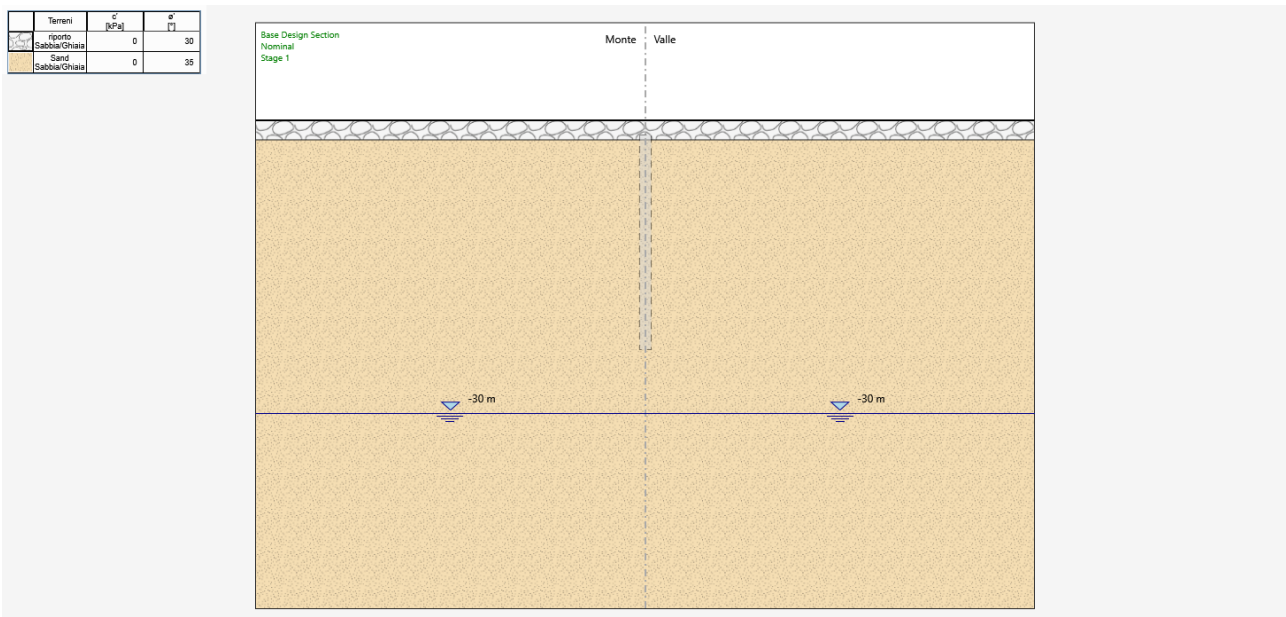 Terreni c' ø'
[kPa] [°]
riporto
Sabbia/Ghiaia 0 30
Sand
Sabbia/Ghiaia 0 35
Base Design Section
Nominal
Stage 1
Monte Valle
-30 m -30 m